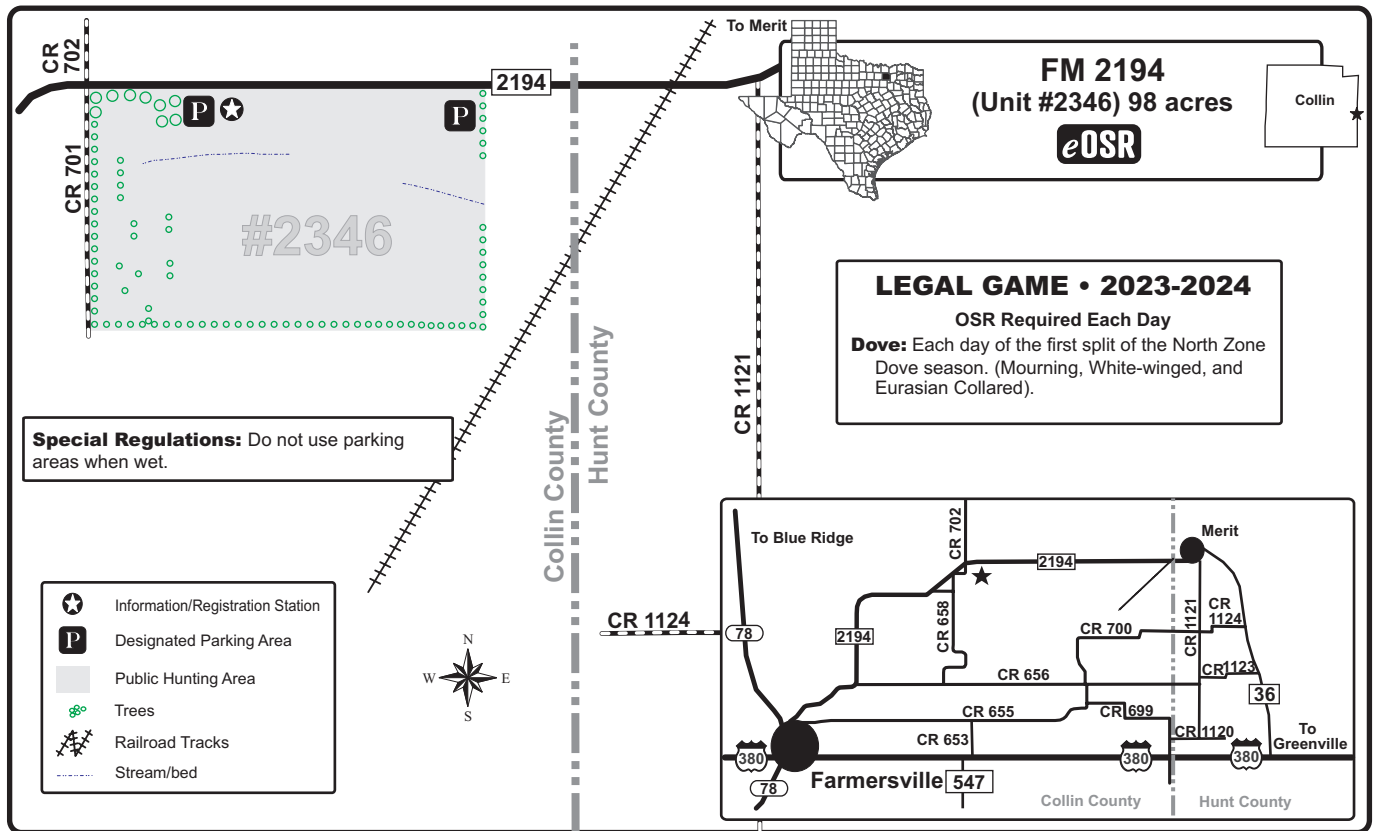 CR
702
To Merit
2194
FM 2194
(Unit #2346) 98 acres
eOSR
Collin
P
P
CR 701
#2346
LEGAL GAME • 2023-2024
OSR Required Each Day
Dove: Each day of the first split of the North Zone
Dove season. (Mourning, White-winged, and
Eurasian Collared).
CR 1121
Collin County
Hunt County
Special Regulations: Do not use parking
areas when wet.
Information/Registration Station
P
Designated Parking Area
Public Hunting Area
Trees
Railroad Tracks
Stream/bed
N
W
E
S
CR 1124
To Blue Ridge
CR 702
Merit
2194
78
2194
CR 658
CR 700
CR 1121
CR
1124
CR 656
CR 1123
36
CR 655
CR 699
CR 653
CR 1120
To
Greenville
380
380
380
Farmersville
547
78
Collin County
Hunt County